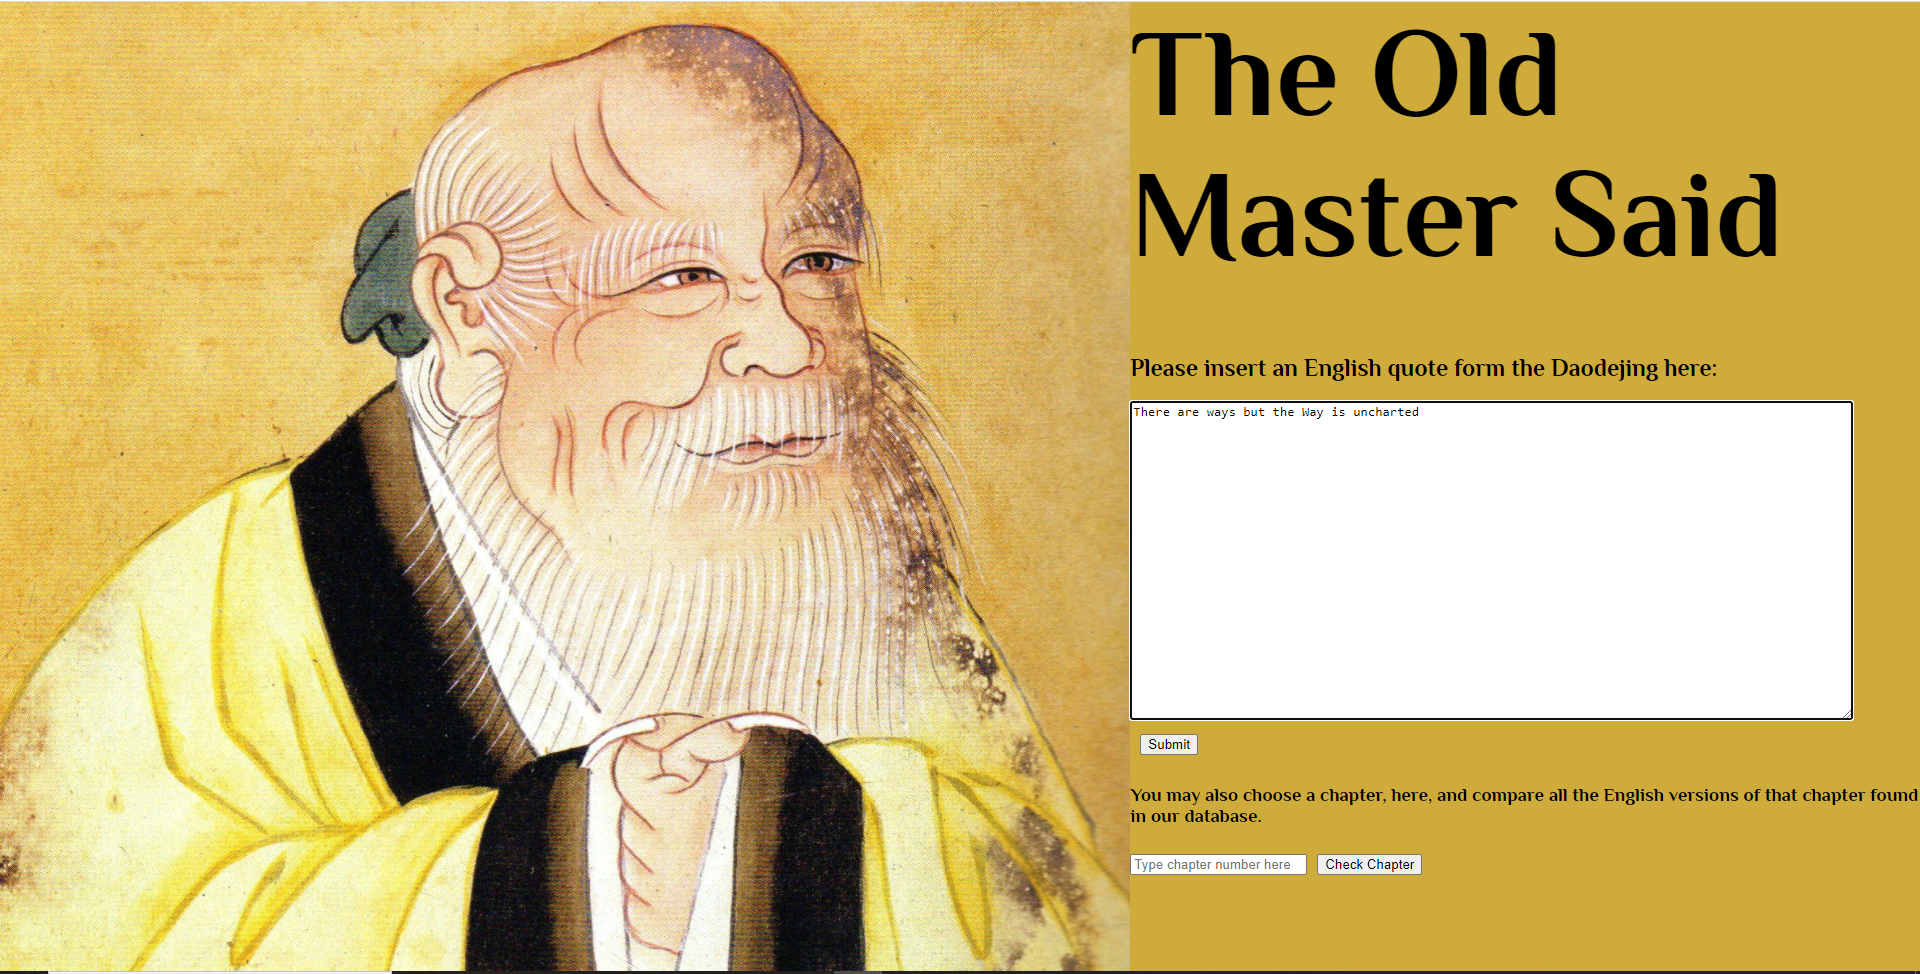 The Old
Master Said
Please insert an English quote form the Daodejing here:
There are ways but the Way is uncharted
Submit
You may also choose a chapter, here, and compare all the English versions of that chapter found
in our database.
Type chapter number here
Check Chapter